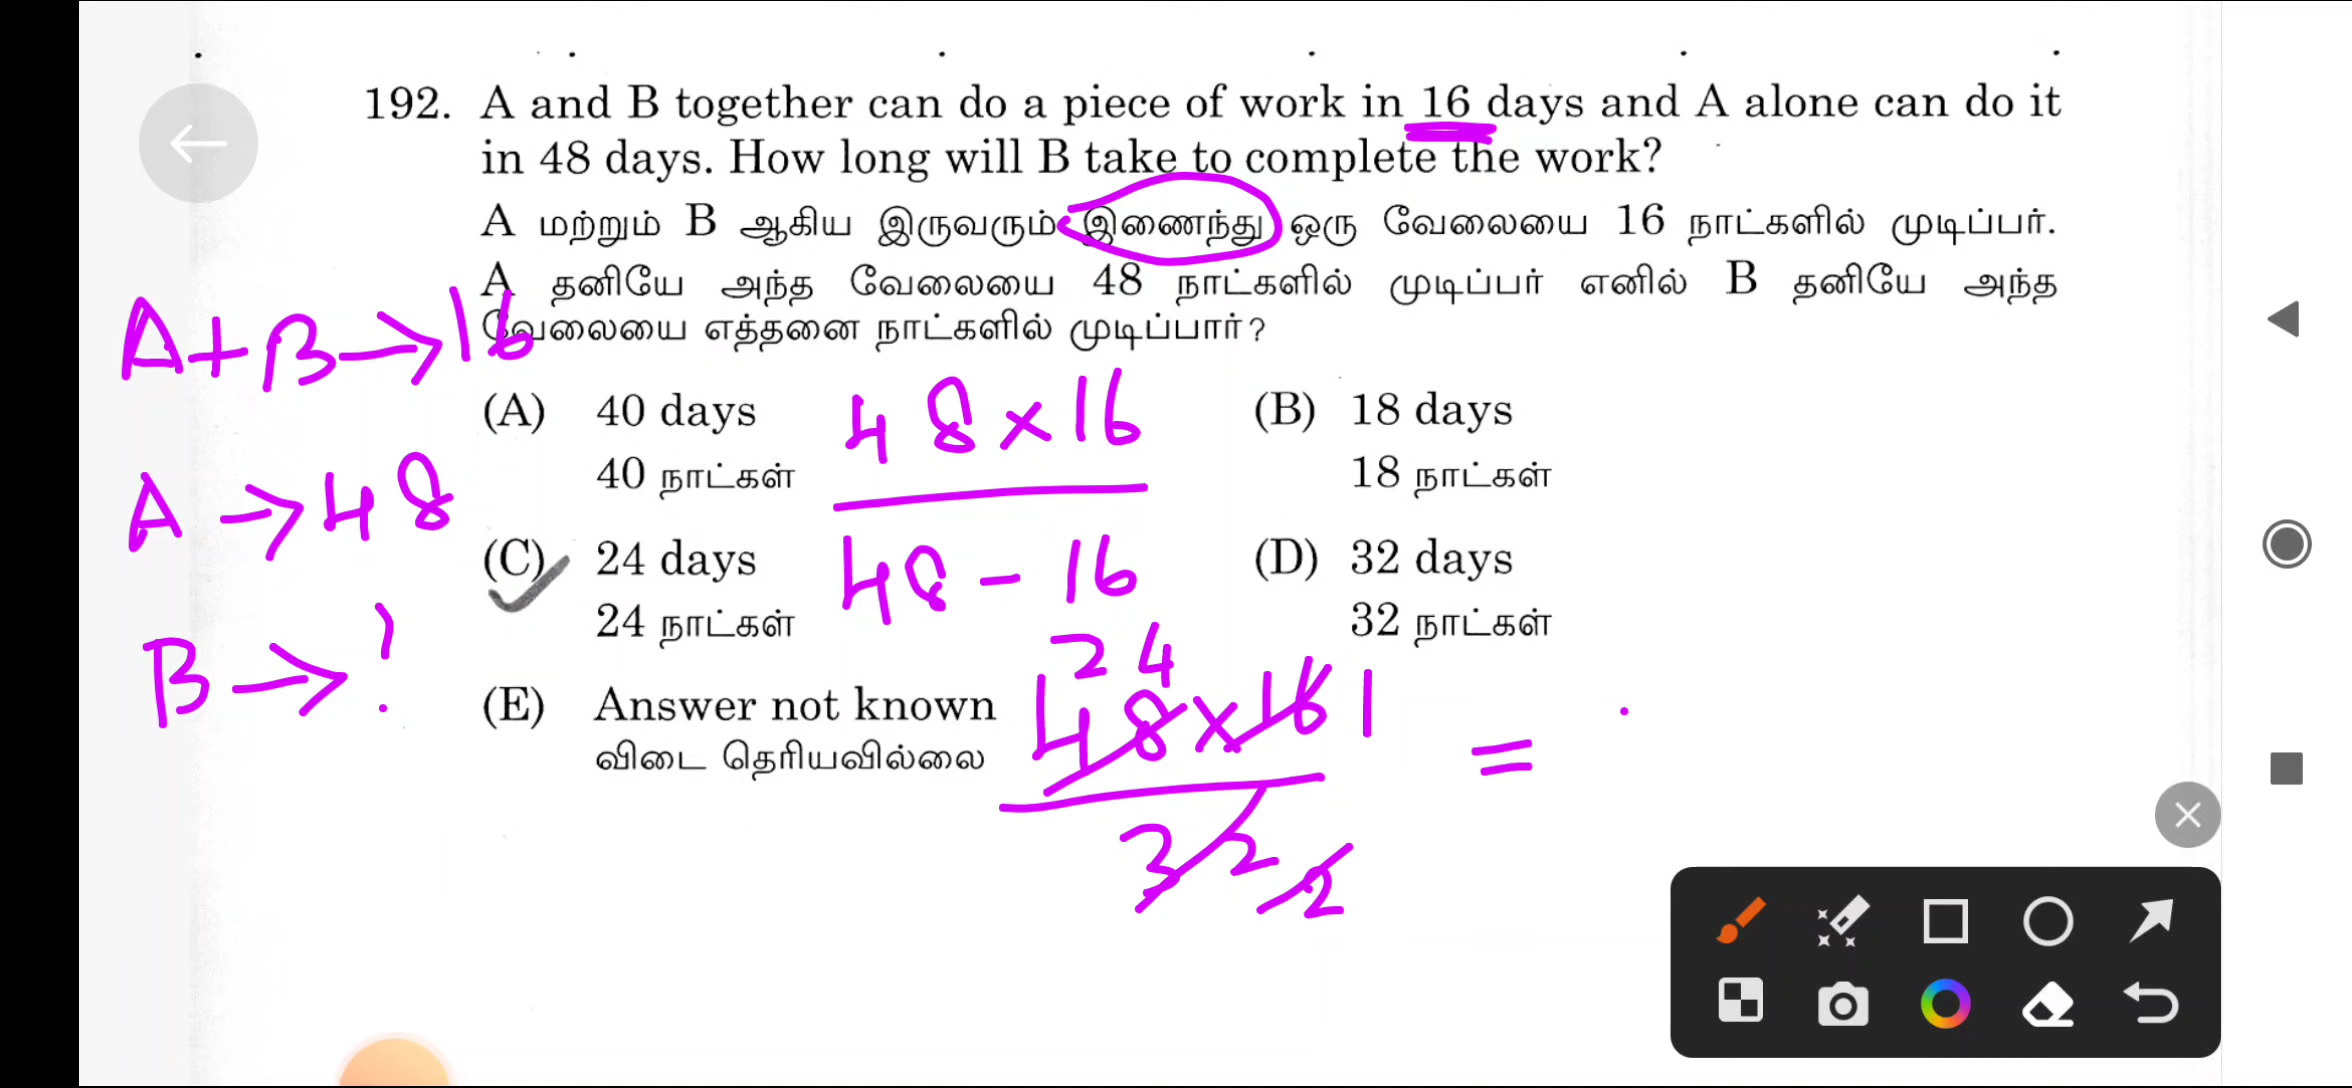 192. A and B together can do a piece of work in 16 days and A alone can do it
in 48 days. How long will B take to complete the work?
A மற்றும் B ஆகிய இருவரும் இணைந்து ஒரு வேலையை 16 நாட்களில் முடிப்பர்.
A தனியே அந்த வேலையை 48 நாட்களில் முடிப்பர் எனில் B தனியே அந்த
வேலையை எத்தனை நாட்களில் முடிப்பார்?
A+B→16
A→48
B→?
(A) 40 days
40 நாட்கள்
(B) 18 days
18 நாட்கள்
(C) 24 days
24 நாட்கள்
(D) 32 days
32 நாட்கள்
(E) Answer not known
விடை தெரியவில்லை
48×16
48-16
24
48×16 1
=
32 2